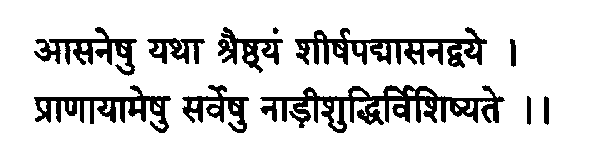 आसनेषु यथा श्रैष्ठ्यं शीर्षपद्मासनद्वये ।
प्राणायामेषु सर्वेषु नाड़ीशुद्धिर्विशिष्यते ।।